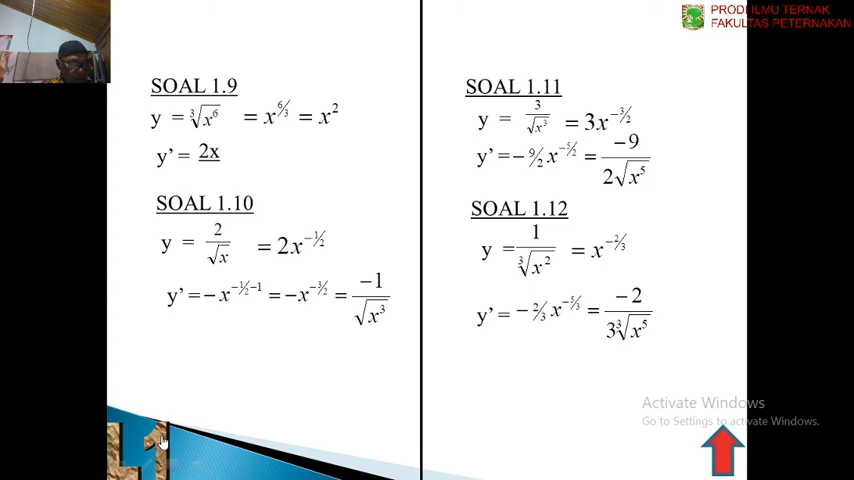 PRODI ILMU TERNAK
FAKULTAS PETERNAKAN
SOAL 1.9
y = ∛x⁶ = x^(6/3) = x²
y' = 2x
SOAL 1.10
y = 2/√x = 2x^(-1/2)
y' = -x^(-1/2-1) = -x^(-3/2) = -1/√x³
SOAL 1.11
y = 3/√x³ = 3x^(-3/2)
y' = -9/2 x^(-5/2) = -9/(2√x⁵)
SOAL 1.12
y = 1/∛x² = x^(-2/3)
y' = -2/3 x^(-5/3) = -2/(3∛x⁵)
Activate Windows
Go to Settings to activate Windows.